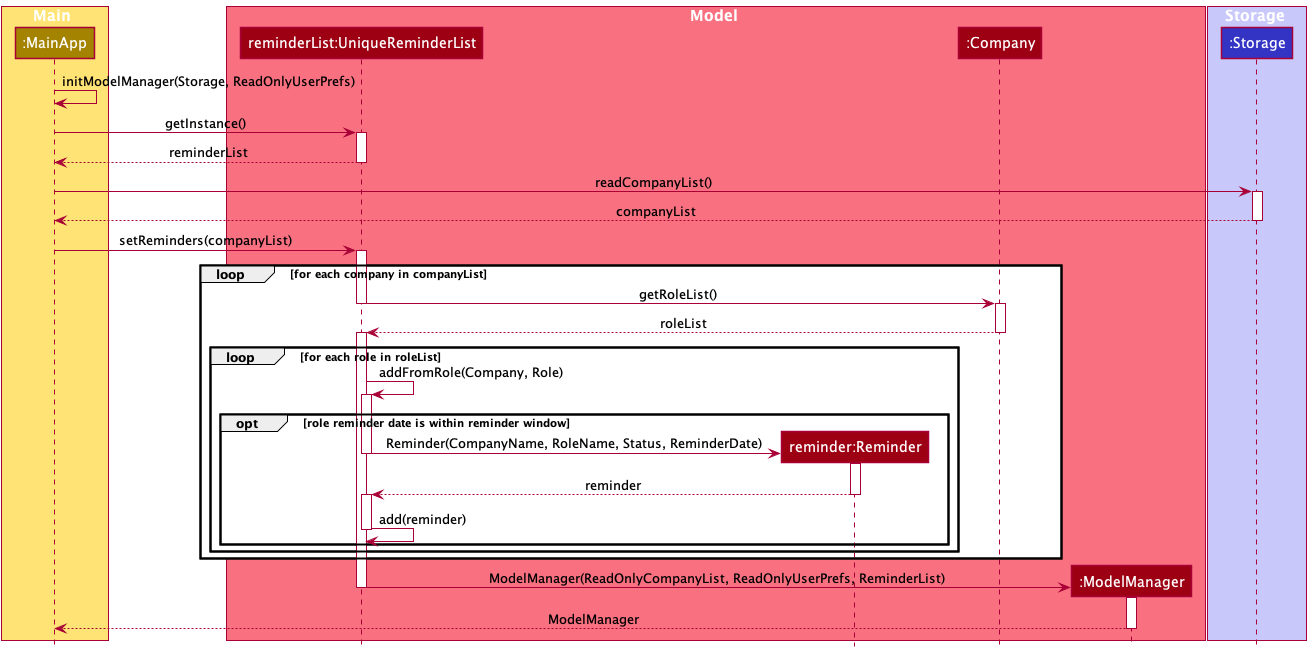 Main
Model
Storage
:MainApp
reminderList:UniqueReminderList
:Company
:Storage
initModelManager(Storage, ReadOnlyUserPrefs)
getInstance()
reminderList
readCompanyList()
companyList
setReminders(companyList)
loop [for each company in companyList]
getRoleList()
roleList
loop [for each role in roleList]
addFromRole(Company, Role)
opt [role reminder date is within reminder window]
Reminder(CompanyName, RoleName, Status, ReminderDate)
reminder:Reminder
reminder
add(reminder)
ModelManager(ReadOnlyCompanyList, ReadOnlyUserPrefs, ReminderList)
:ModelManager
ModelManager